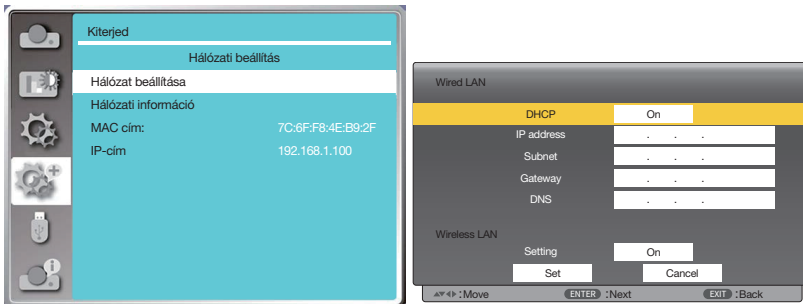 Kiterjed
Hálózati beállítás
Hálózat beállítása
Hálózati információ
MAC cím: 7C:6F:F8:4E:B9:2F
IP-cím 192.168.1.100
Wired LAN
DHCP On
IP address . . .
Subnet . . .
Gateway . . .
DNS . . .
Wireless LAN
Setting On
Set Cancel
▲▼◀▶ :Move ENTER :Next EXIT :Back